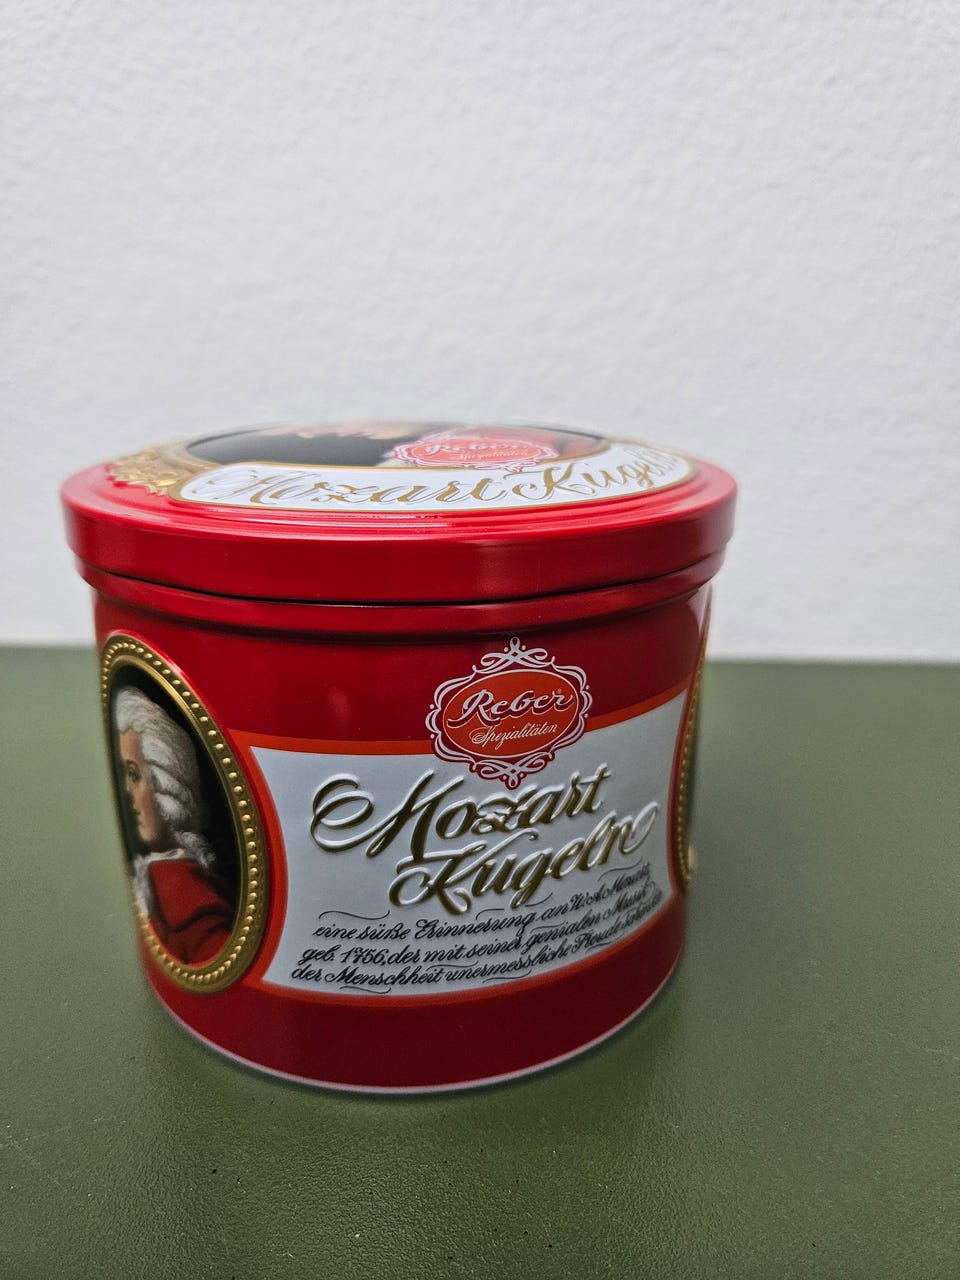 Reber
Spezialitäten
Mozart Kugeln
Reber
Spezialitäten
Mozart
Kugeln
eine süße Erinnerung an W. A. Mozart,
geb. 1756, der mit seiner genialen Musik
der Menschheit unermessliche Freude